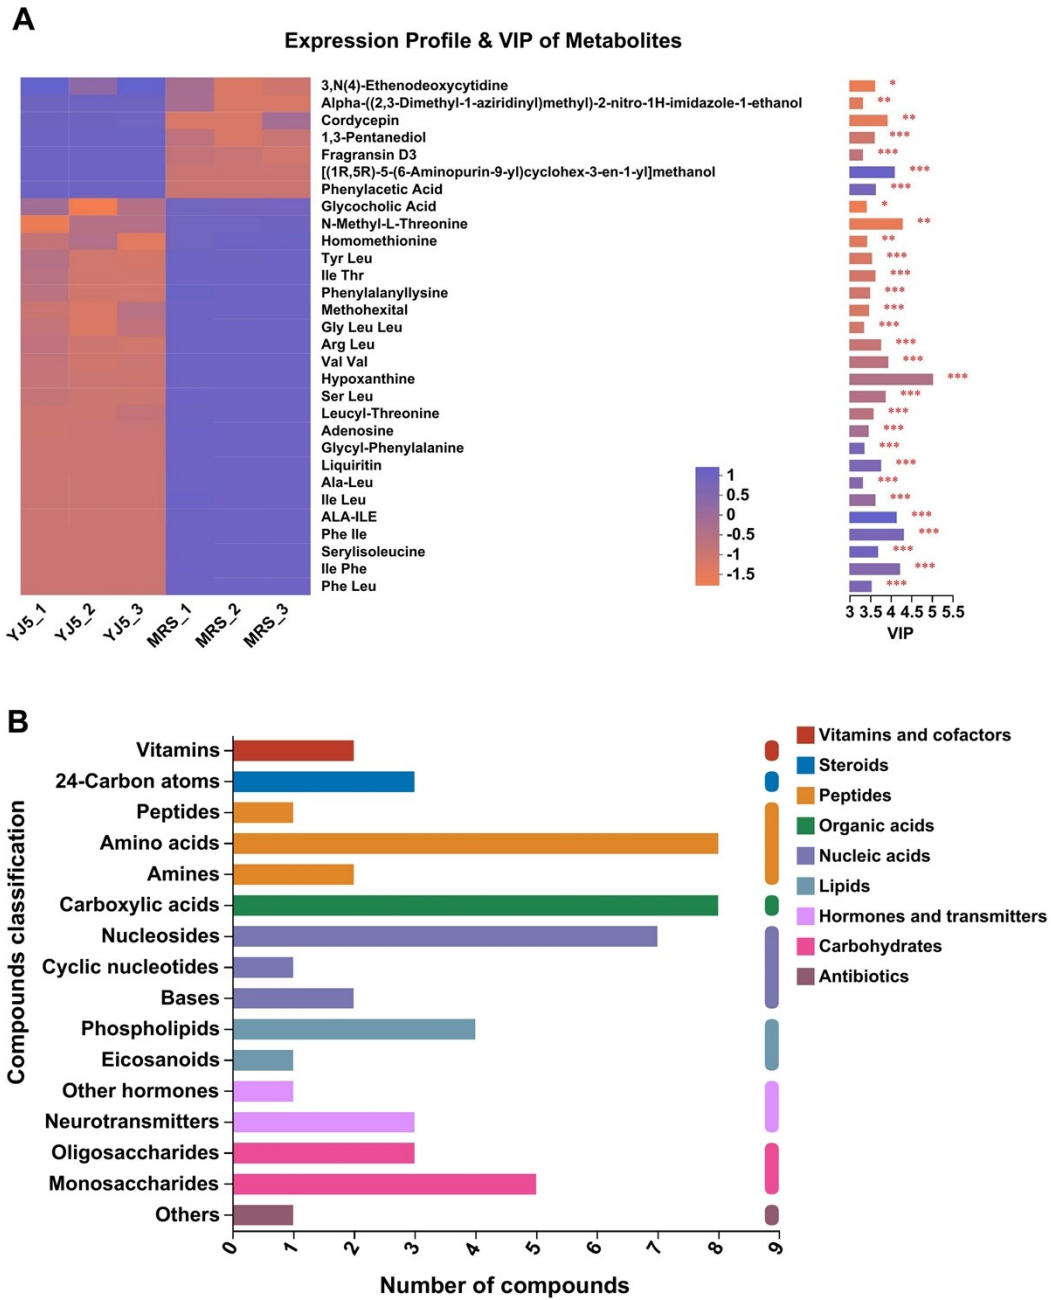 A
Expression Profile & VIP of Metabolites
3,N(4)-Ethenodeoxycytidine *
Alpha-((2,3-Dimethyl-1-aziridinyl)methyl)-2-nitro-1H-imidazole-1-ethanol **
Cordycepin **
1,3-Pentanediol ***
Fragransin D3 ***
[(1R,5R)-5-(6-Aminopurin-9-yl)cyclohex-3-en-1-yl]methanol ***
Phenylacetic Acid ***
Glycocholic Acid *
N-Methyl-L-Threonine **
Homomethionine **
Tyr Leu ***
Ile Thr ***
Phenylalanyllysine ***
Methohexital ***
Gly Leu Leu ***
Arg Leu ***
Val Val ***
Hypoxanthine ***
Ser Leu ***
Leucyl-Threonine ***
Adenosine ***
Glycyl-Phenylalanine ***
Liquiritin ***
Ala-Leu ***
Ile Leu ***
ALA-ILE ***
Phe Ile ***
Serylisoleucine ***
Ile Phe ***
Phe Leu ***
1
0.5
0
-0.5
-1
-1.5
YJ5_1 YJ5_2 YJ5_3 MRS_1 MRS_2 MRS_3
3 3.5 4 4.5 5 5.5
VIP
B
Compounds classification
Vitamins
24-Carbon atoms
Peptides
Amino acids
Amines
Carboxylic acids
Nucleosides
Cyclic nucleotides
Bases
Phospholipids
Eicosanoids
Other hormones
Neurotransmitters
Oligosaccharides
Monosaccharides
Others
0 1 2 3 4 5 6 7 8 9
Number of compounds
Vitamins and cofactors
Steroids
Peptides
Organic acids
Nucleic acids
Lipids
Hormones and transmitters
Carbohydrates
Antibiotics